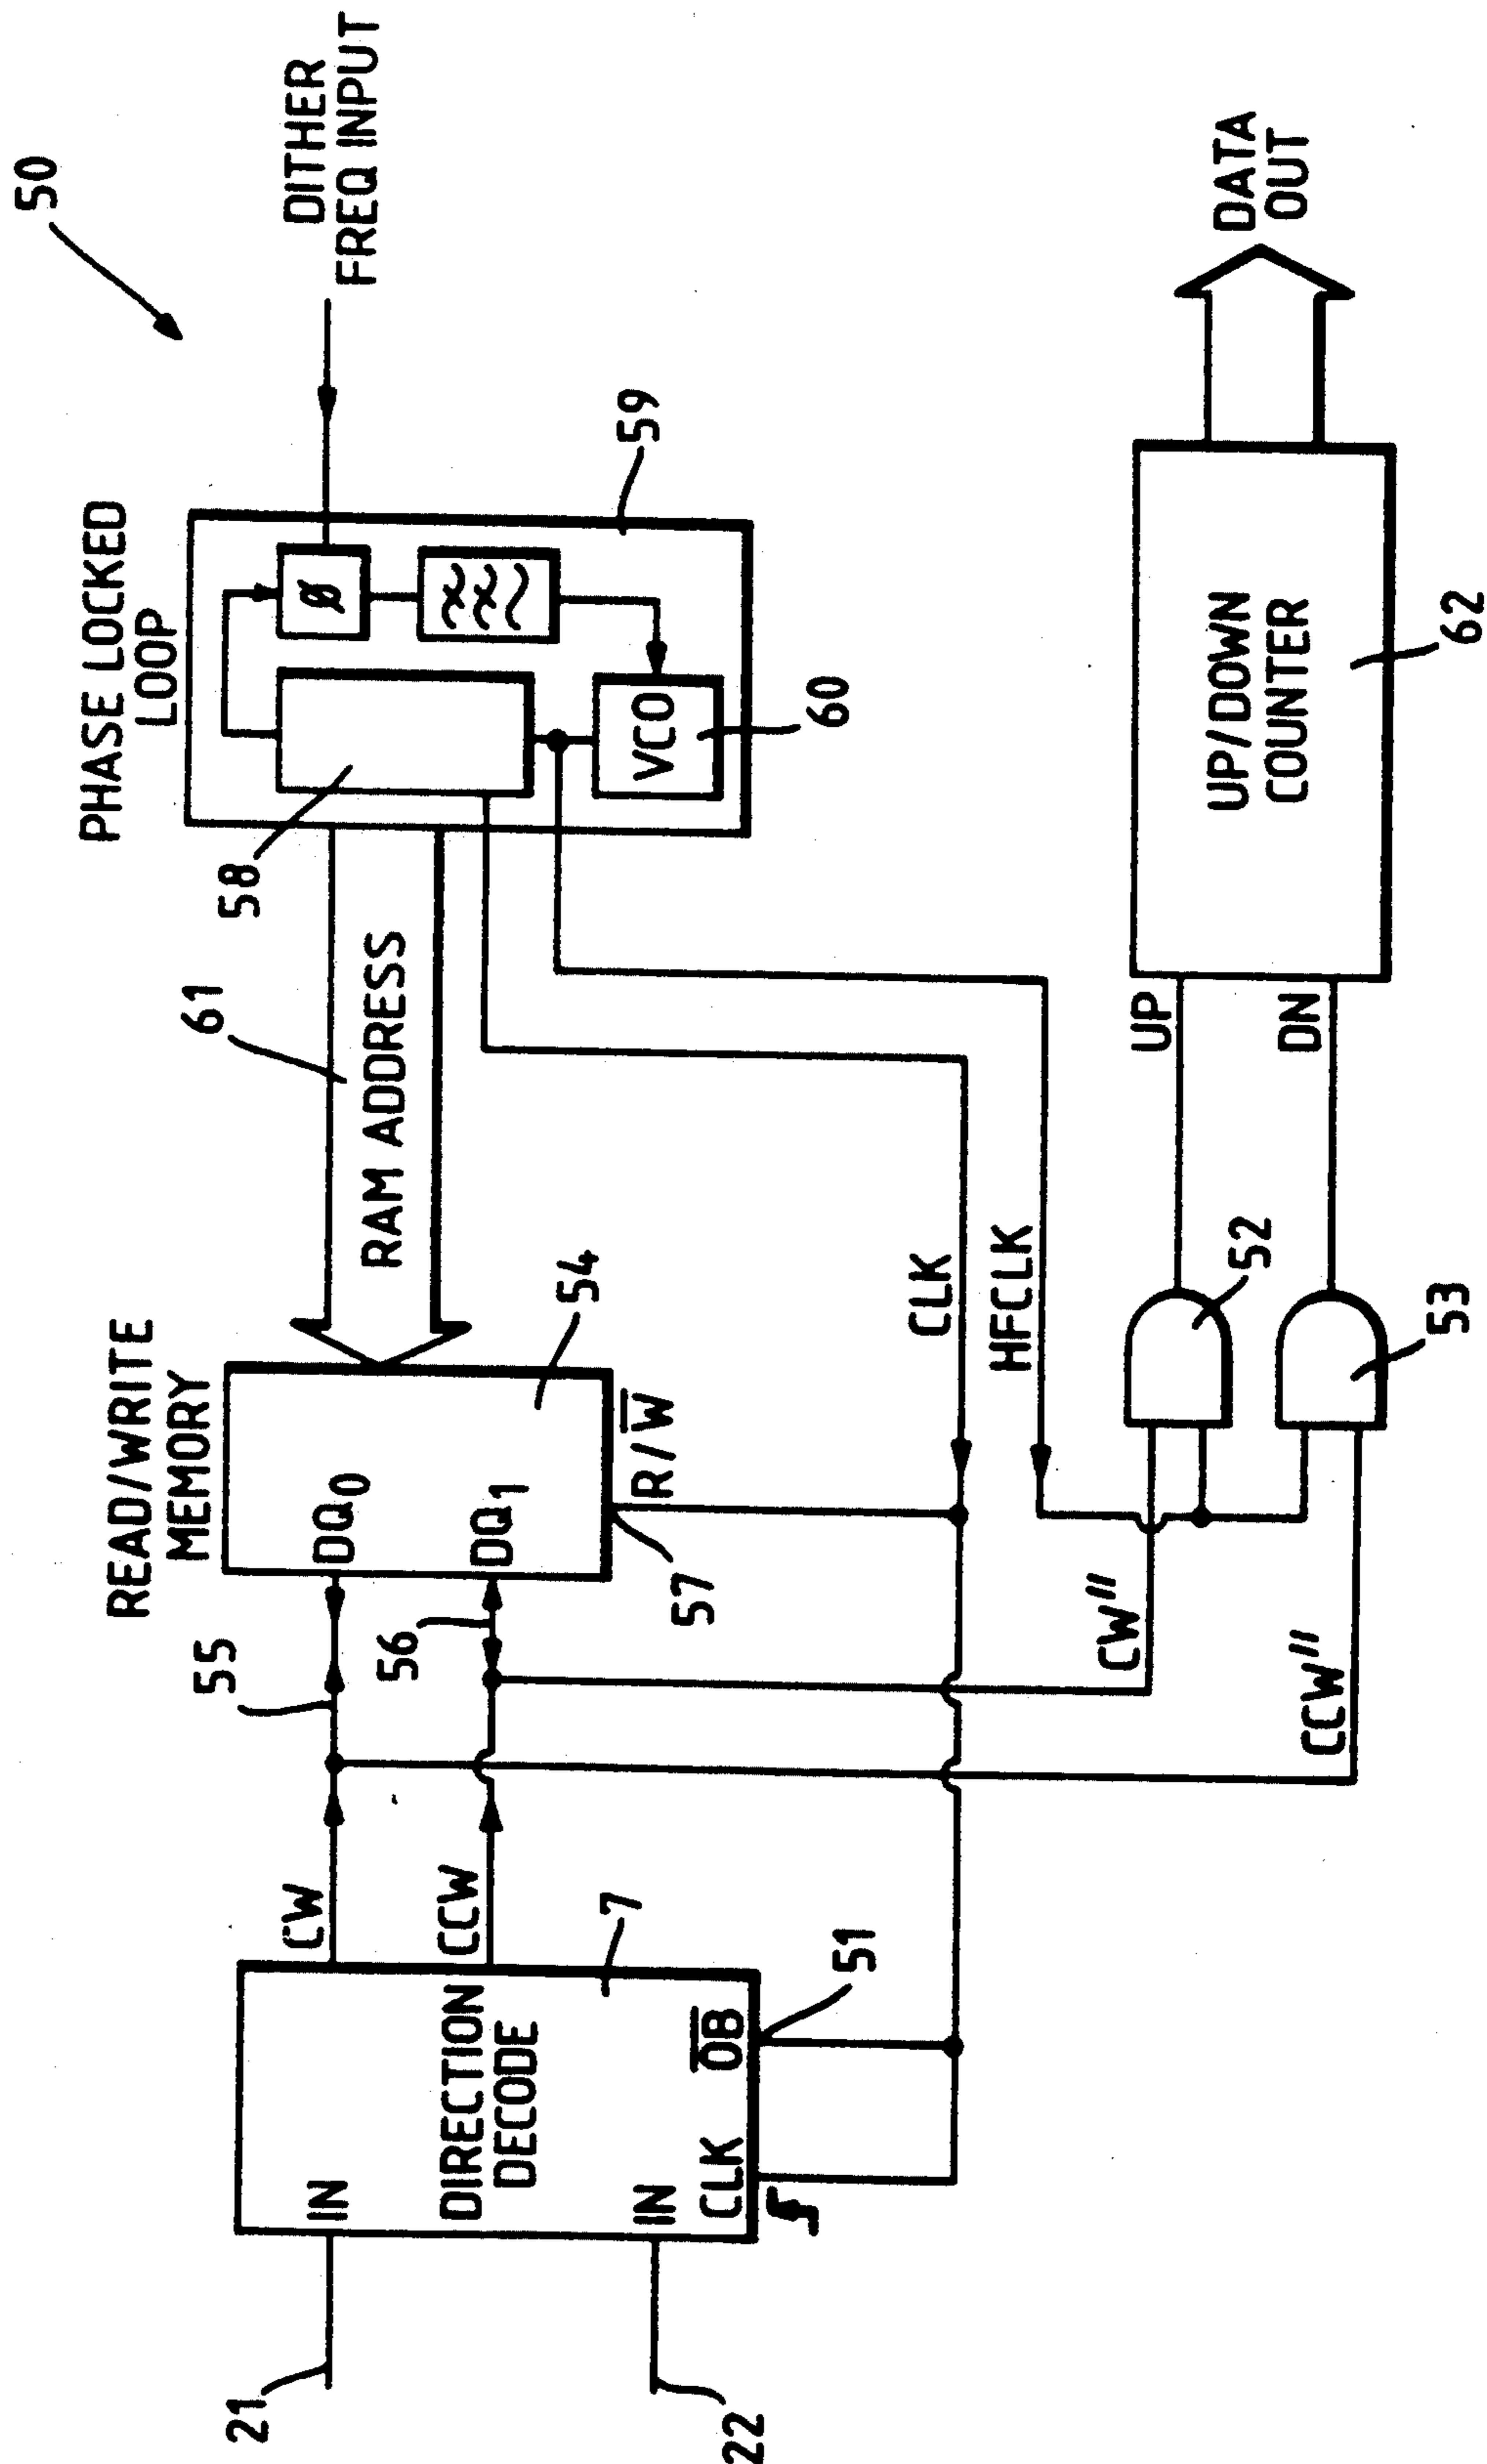 50
PHASE LOCKED
LOOP
DITHER
FREQ INPUT
58
Ø
59
VCO
60
61
RAM ADDRESS
READ/WRITE
MEMORY
54
DQ0
DQ1
R/W̅
57
55
56
CW
CCW
21
IN
DIRECTION
DECODE
7
22
IN
CLK
O̅B̅
51
CLK
HFCLK
CW″
CCW″
52
53
UP
DN
UP/DOWN
COUNTER
62
DATA
OUT